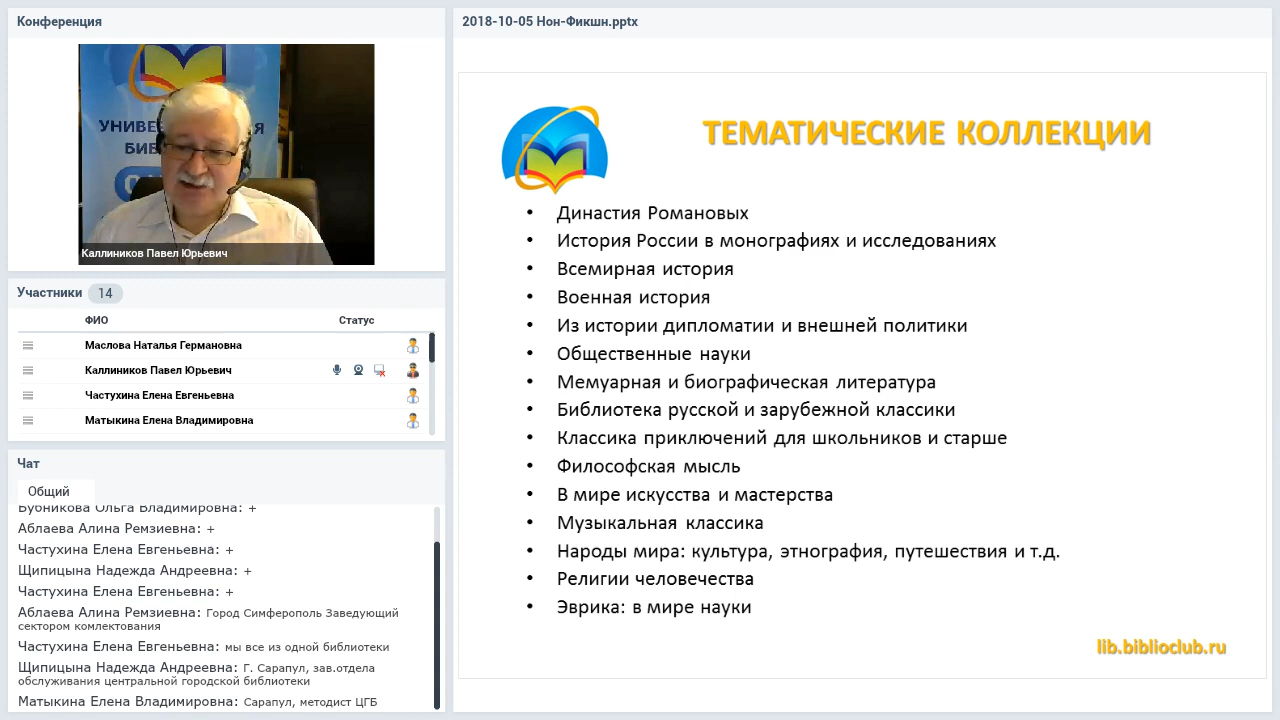 Конференция
УНИВЕ
БИБ
Каллиников Павел Юрьевич
Участники 14
ФИО Статус
Маслова Наталья Германовна
Каллиников Павел Юрьевич
Частухина Елена Евгеньевна
Матыкина Елена Владимировна
Чат
Общий
Бубникова Ольга Владимировна: +
Аблаева Алина Ремзиевна: +
Частухина Елена Евгеньевна: +
Щипицына Надежда Андреевна: +
Частухина Елена Евгеньевна: +
Аблаева Алина Ремзиевна: Город Симферополь Заведующий
сектором комлектования
Частухина Елена Евгеньевна: мы все из одной библиотеки
Щипицына Надежда Андреевна: Г. Сарапул, зав.отдела
обслуживания центральной городской библиотеки
Матыкина Елена Владимировна: Сарапул, методист ЦГБ
2018-10-05 Нон-Фикшн.pptx
ТЕМАТИЧЕСКИЕ КОЛЛЕКЦИИ
• Династия Романовых
• История России в монографиях и исследованиях
• Всемирная история
• Военная история
• Из истории дипломатии и внешней политики
• Общественные науки
• Мемуарная и биографическая литература
• Библиотека русской и зарубежной классики
• Классика приключений для школьников и старше
• Философская мысль
• В мире искусства и мастерства
• Музыкальная классика
• Народы мира: культура, этнография, путешествия и т.д.
• Религии человечества
• Эврика: в мире науки
lib.biblioclub.ru